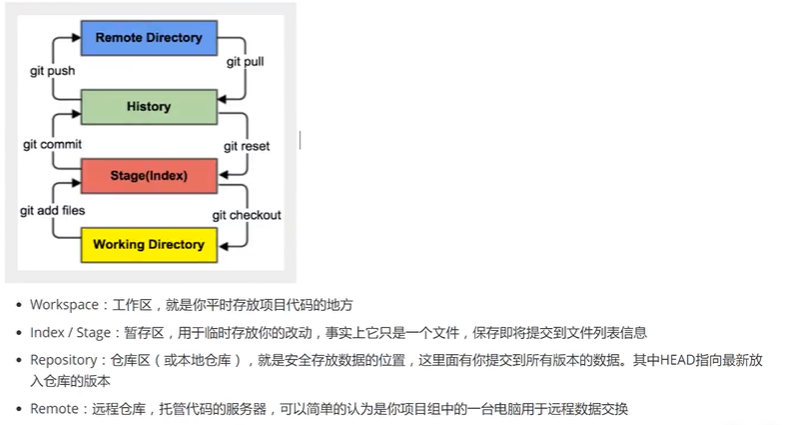 Remote Directory
git push
git pull
History
git commit
git reset
Stage(Index)
git add files
git checkout
Working Directory
Workspace：工作区，就是你平时存放项目代码的地方
Index / Stage：暂存区，用于临时存放你的改动，事实上它只是一个文件，保存即将提交到文件列表信息
Repository：仓库区（或本地仓库），就是安全存放数据的位置，这里面有你提交到所有版本的数据。其中HEAD指向最新放
入仓库的版本
Remote：远程仓库，托管代码的服务器，可以简单的认为是你项目组中的一台电脑用于远程数据交换